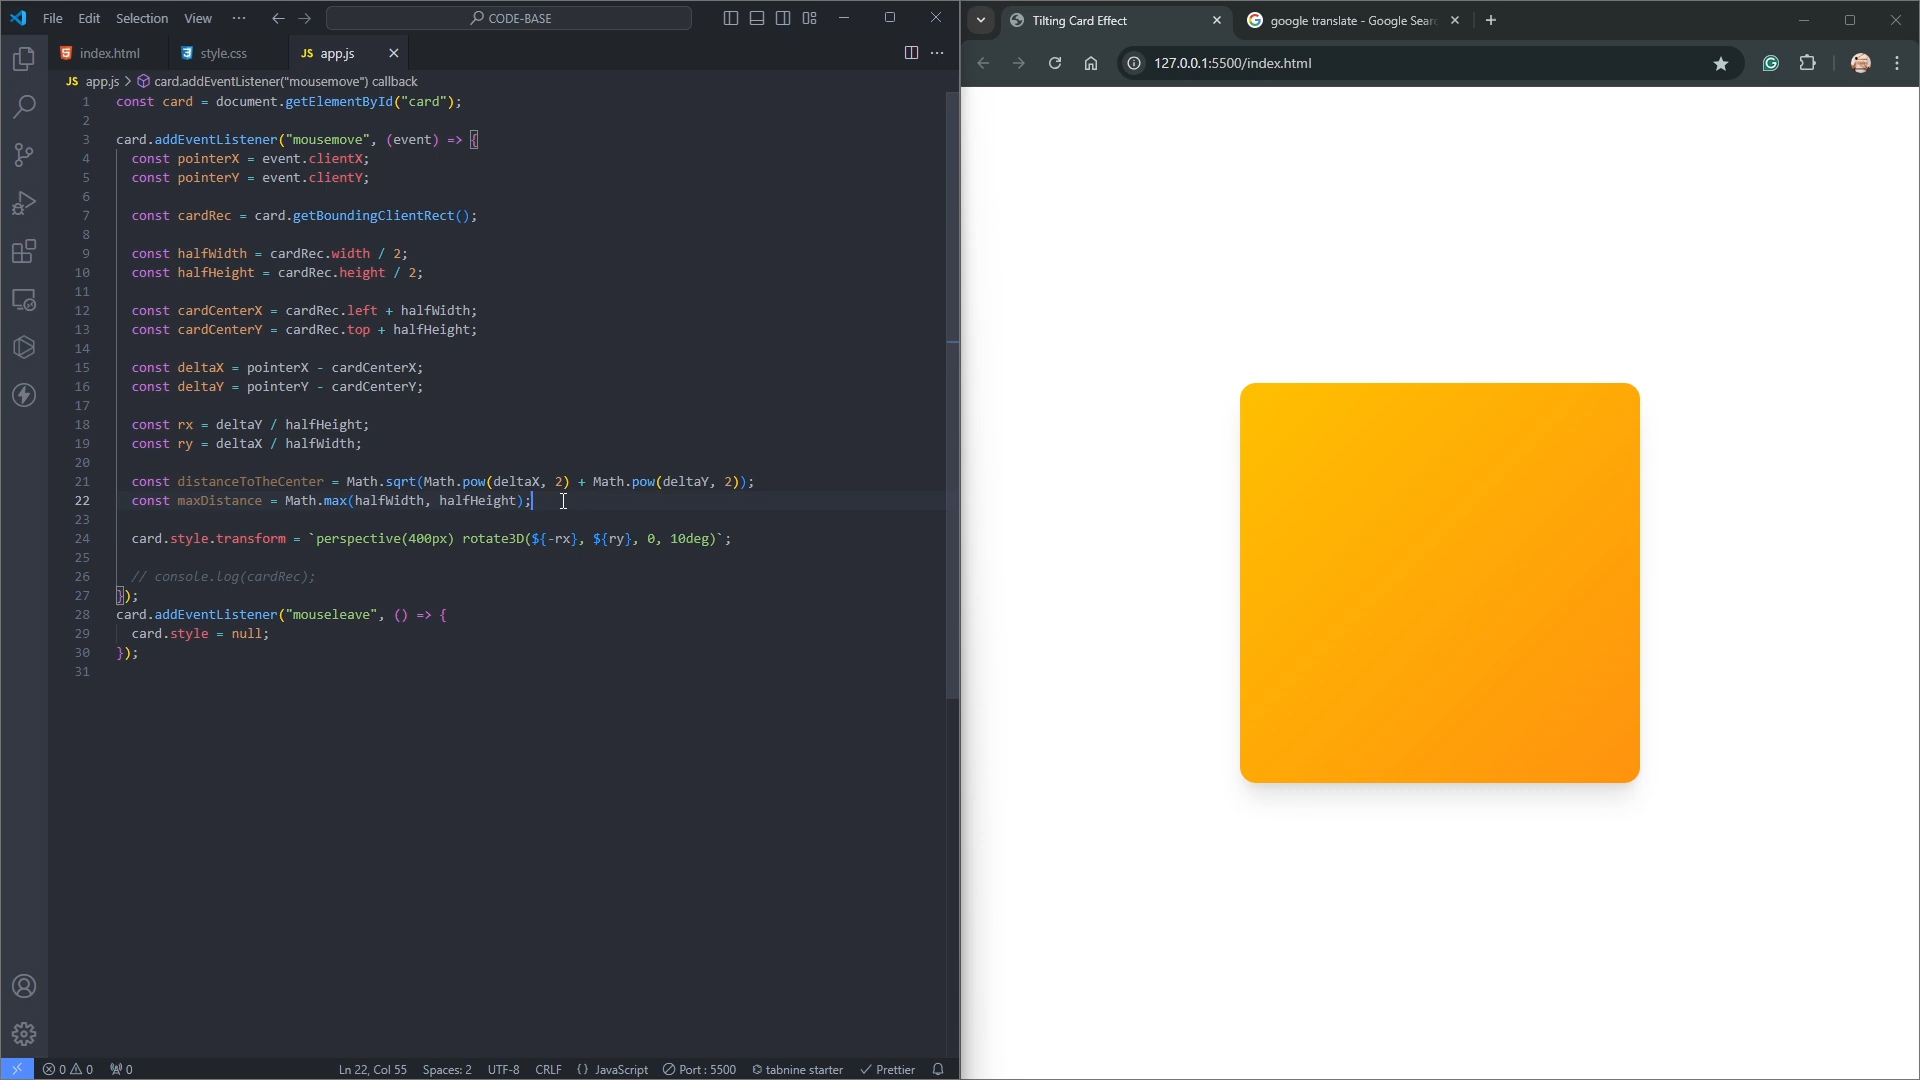 File Edit Selection View ··· CODE-BASE
index.html style.css JS app.js
JS app.js > card.addEventListener("mousemove") callback
1 const card = document.getElementById("card");
2
3 card.addEventListener("mousemove", (event) => {
4 const pointerX = event.clientX;
5 const pointerY = event.clientY;
6
7 const cardRec = card.getBoundingClientRect();
8
9 const halfWidth = cardRec.width / 2;
10 const halfHeight = cardRec.height / 2;
11
12 const cardCenterX = cardRec.left + halfWidth;
13 const cardCenterY = cardRec.top + halfHeight;
14
15 const deltaX = pointerX - cardCenterX;
16 const deltaY = pointerY - cardCenterY;
17
18 const rx = deltaY / halfHeight;
19 const ry = deltaX / halfWidth;
20
21 const distanceToTheCenter = Math.sqrt(Math.pow(deltaX, 2) + Math.pow(deltaY, 2));
22 const maxDistance = Math.max(halfWidth, halfHeight);
23
24 card.style.transform = `perspective(400px) rotate3D(${-rx}, ${ry}, 0, 10deg)`;
25
26 // console.log(cardRec);
27 });
28 card.addEventListener("mouseleave", () => {
29 card.style = null;
30 });
31
0 0 0 Ln 22, Col 55 Spaces: 2 UTF-8 CRLF {} JavaScript Port : 5500 tabnine starter Prettier
Tilting Card Effect google translate - Google Sear
127.0.0.1:5500/index.html